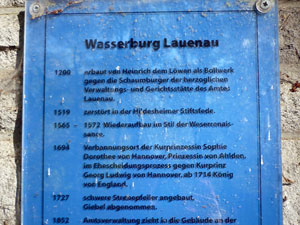 Wasserburg Lauenau
1200 erbaut von Heinrich dem Löwen als Bollwerk
gegen die Schaumburger der herzoglichen
Verwaltungs- und Gerichtsstätte des Amtes
Lauenau.
1519 zerstört in der Hildesheimer Stiftsfede.
1565 1572 Wiederaufbau im Stil der Weserrenais-
sance.
1694 Verbannungsort der Kurprinzessin Sophie
Dorothee von Hannover, Prinzessin von Ahlden,
im Ehescheidungsprozess gegen Kurprinz
Georg Ludwig von Hannover, ab 1714 König
von England.
1727 schwere Strebepfeiler angebaut,
Giebel abgenommen.
1852 Amtsverwaltung zieht in die Gebäude an der